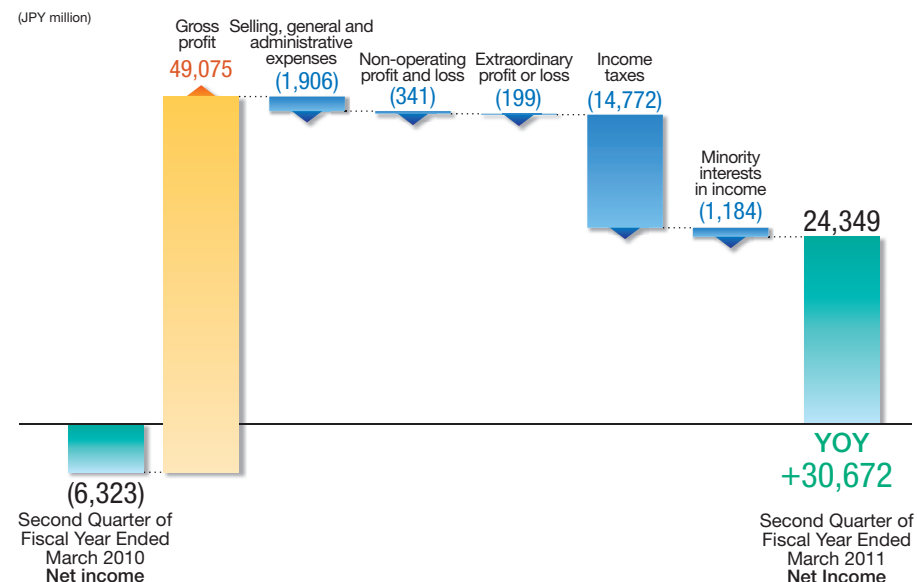 (JPY million)
Gross
profit
49,075
Selling, general and
administrative
expenses
(1,906)
Non-operating
profit and loss
(341)
Extraordinary
profit or loss
(199)
Income
taxes
(14,772)
Minority
interests
in income
(1,184)
24,349
YOY
+30,672
(6,323)
Second Quarter of
Fiscal Year Ended
March 2010
Net income
Second Quarter of
Fiscal Year Ended
March 2011
Net Income